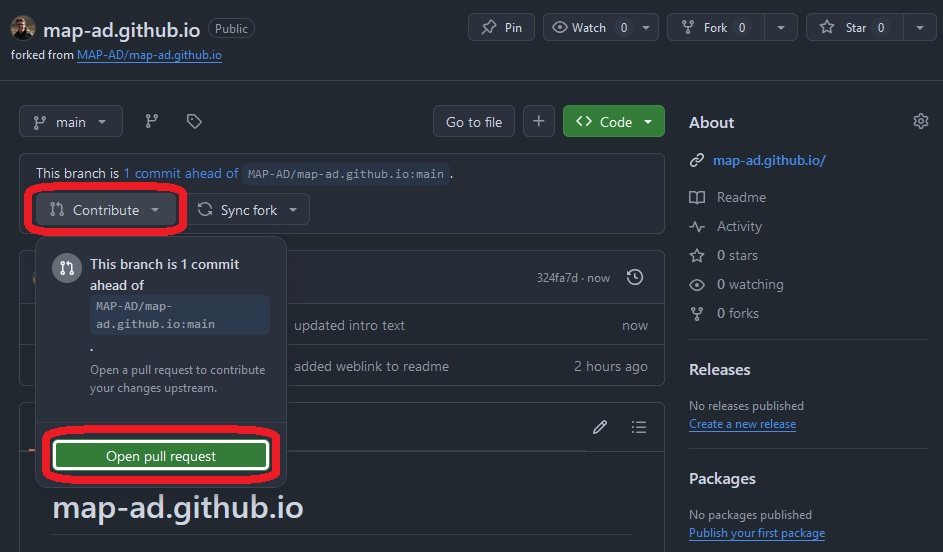 map-ad.github.io Public
Pin
Watch 0
Fork 0
Star 0
forked from MAP-AD/map-ad.github.io
main
Go to file
Code
This branch is 1 commit ahead of MAP-AD/map-ad.github.io:main .
Contribute
Sync fork
This branch is 1 commit
ahead of
MAP-AD/map-
ad.github.io:main
.
Open a pull request to contribute
your changes upstream.
Open pull request
324fa7d · now
updated intro text now
added weblink to readme 2 hours ago
map-ad.github.io
About
map-ad.github.io/
Readme
Activity
0 stars
0 watching
0 forks
Releases
No releases published
Create a new release
Packages
No packages published
Publish your first package